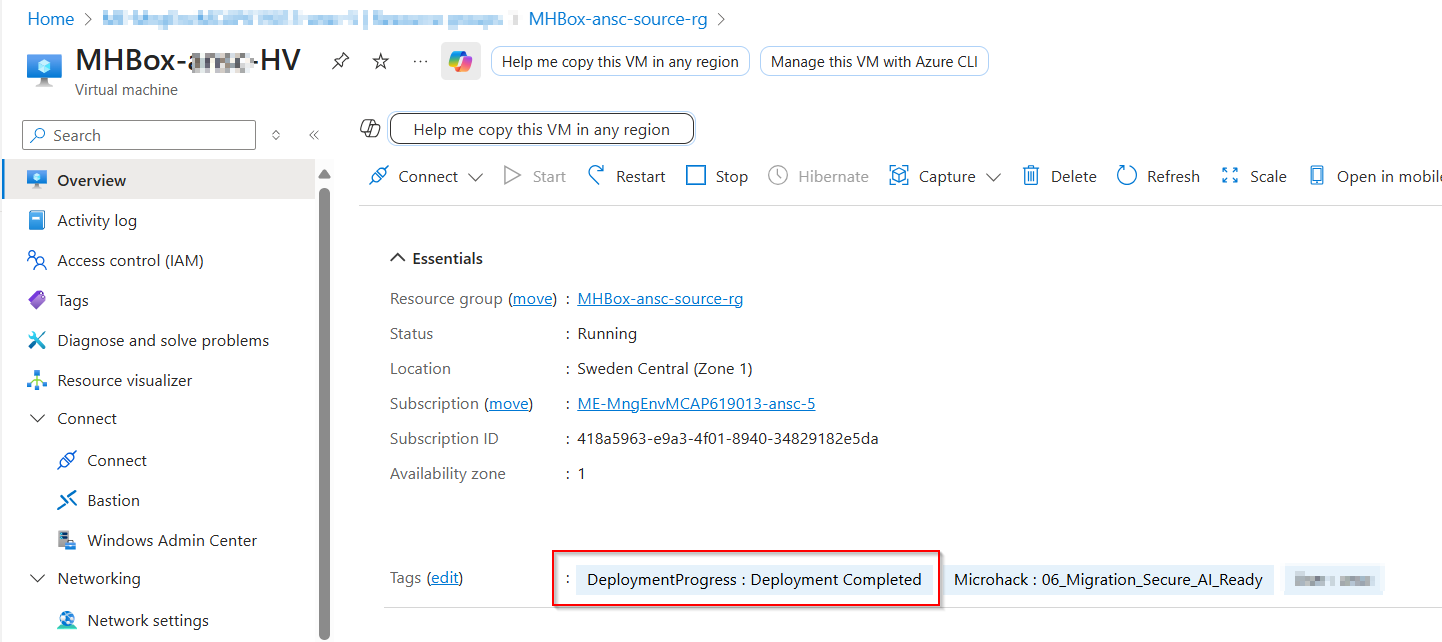 Home > MHBox-ansc-source-rg >
MHBox- -HV
Virtual machine
Help me copy this VM in any region
Manage this VM with Azure CLI
Search
Help me copy this VM in any region
Connect
Start
Restart
Stop
Hibernate
Capture
Delete
Refresh
Scale
Open in mobile
Overview
Activity log
Access control (IAM)
Tags
Diagnose and solve problems
Resource visualizer
Connect
Connect
Bastion
Windows Admin Center
Networking
Network settings
Essentials
Resource group (move) : MHBox-ansc-source-rg
Status : Running
Location : Sweden Central (Zone 1)
Subscription (move) : ME-MngEnvMCAP619013-ansc-5
Subscription ID : 418a5963-e9a3-4f01-8940-34829182e5da
Availability zone : 1
Tags (edit) : DeploymentProgress : Deployment Completed Microhack : 06_Migration_Secure_AI_Ready